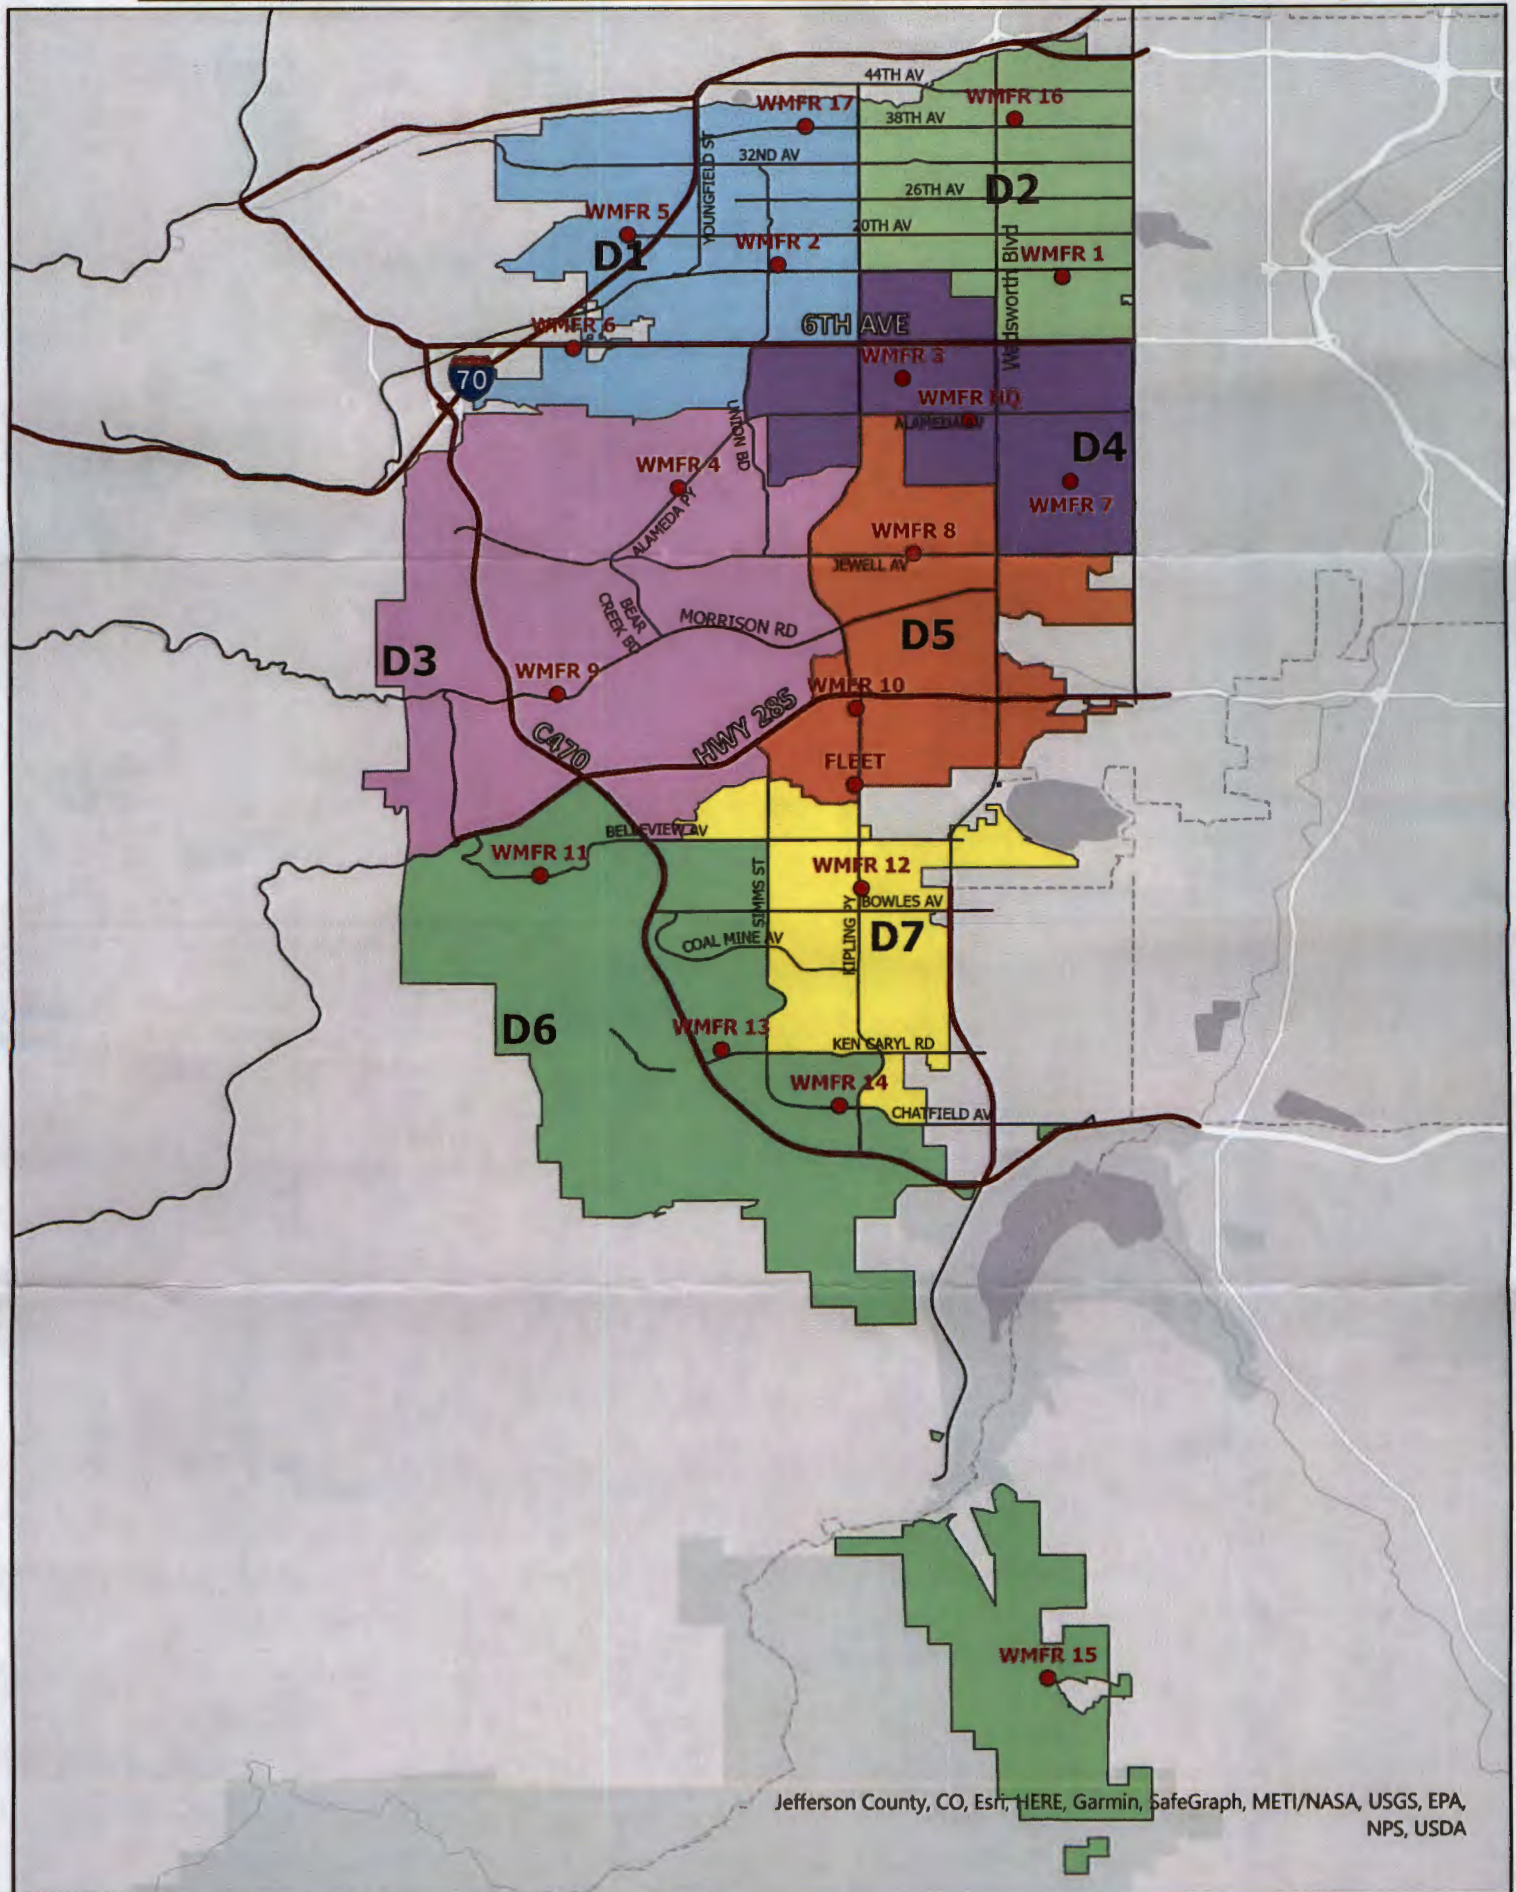 44TH AV
WMFR 17
WMFR 16
38TH AV
YOUNGFIELD ST
32ND AV
26TH AV
D2
WMFR 5
20TH AV
D1
WMFR 2
Wadsworth Blvd
WMFR 1
6TH AVE
WMFR 6
WMFR 3
70
WMFR HQ
ALAMEDA AV
UNION BD
D4
WMFR 4
WMFR 7
ALAMEDA PY
WMFR 8
JEWELL AV
BEAR
CREEK BD
MORRISON RD
D5
D3
WMFR 9
WMFR 10
C470
HWY 285
FLEET
BELLEVIEW AV
WMFR 11
WMFR 12
SIMMS ST
KIPLING PY
BOWLES AV
COAL MINE AV
D7
D6
WMFR 13
KEN CARYL RD
WMFR 14
CHATFIELD AV
WMFR 15
Jefferson County, CO, Esri, HERE, Garmin, SafeGraph, METI/NASA, USGS, EPA,
NPS, USDA